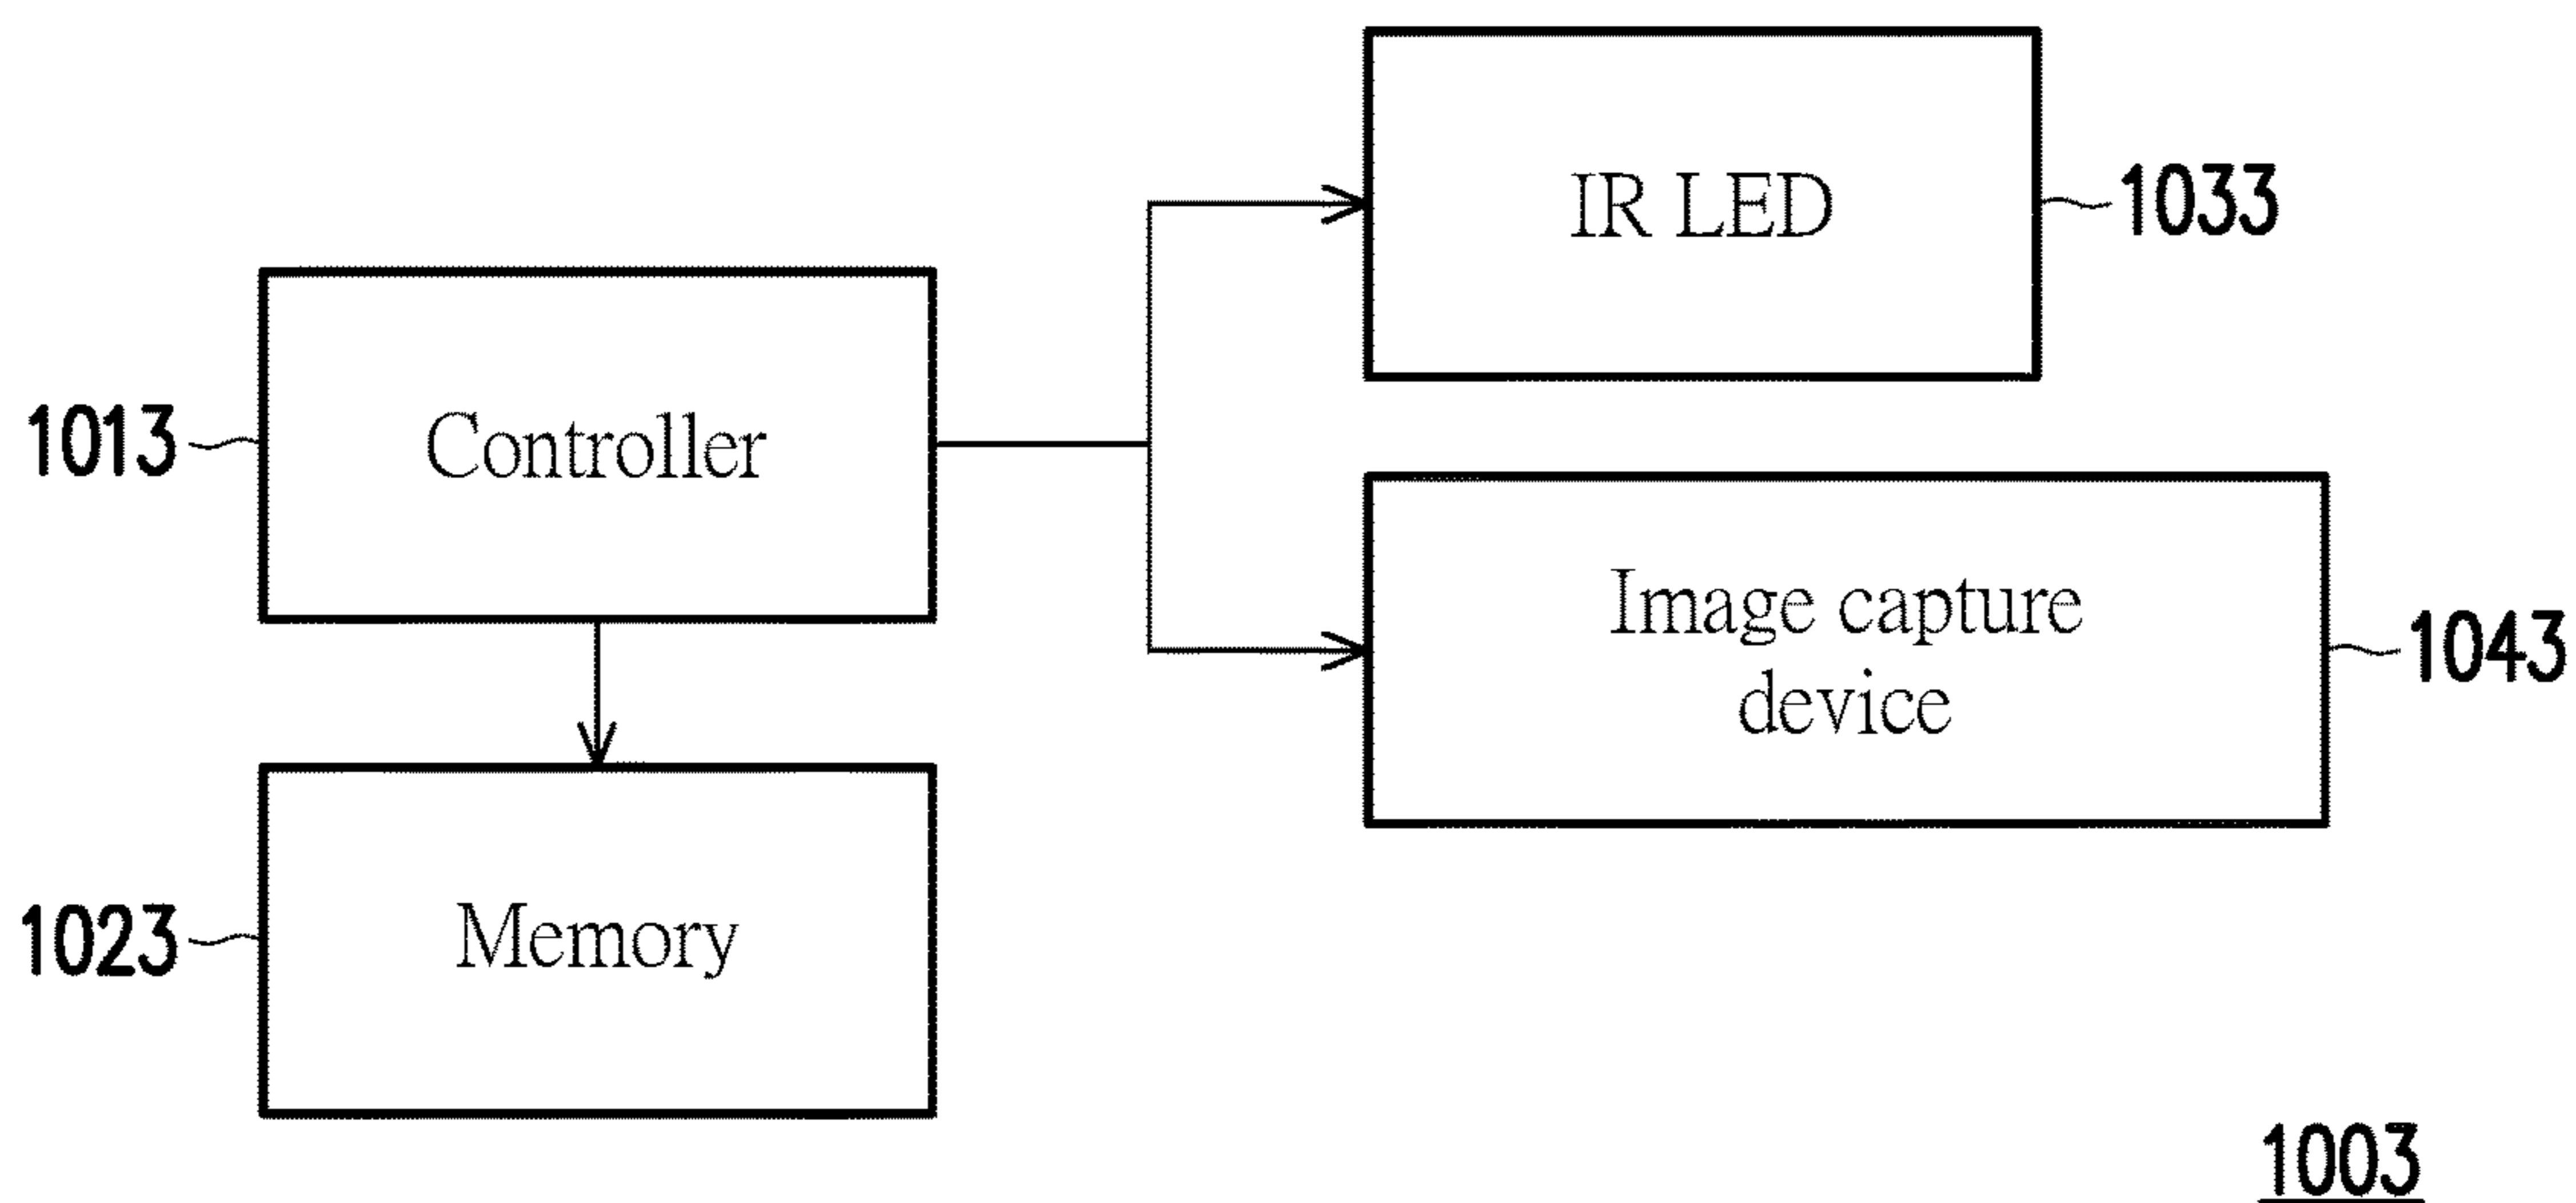 IR LED
1033
Controller
1013
Image capture
device
1043
Memory
1023
1003